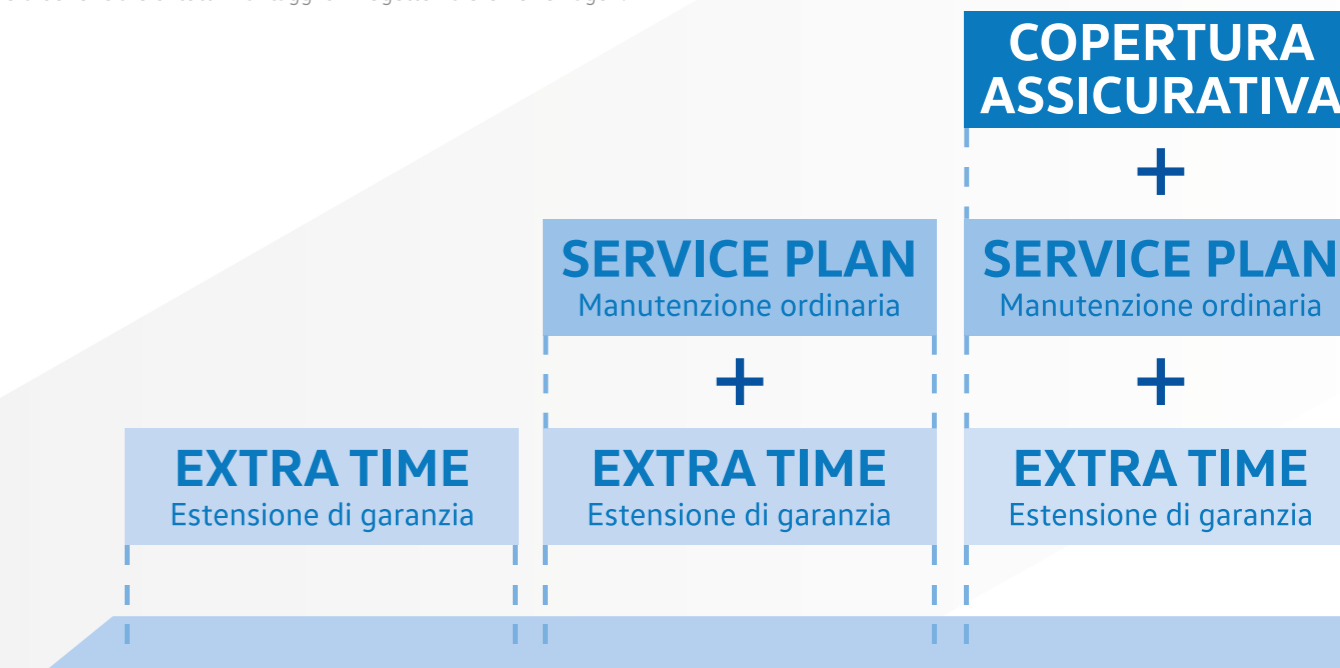 COPERTURA
ASSICURATIVA
+
SERVICE PLAN
Manutenzione ordinaria
SERVICE PLAN
Manutenzione ordinaria
+
+
EXTRA TIME
Estensione di garanzia
EXTRA TIME
Estensione di garanzia
EXTRA TIME
Estensione di garanzia